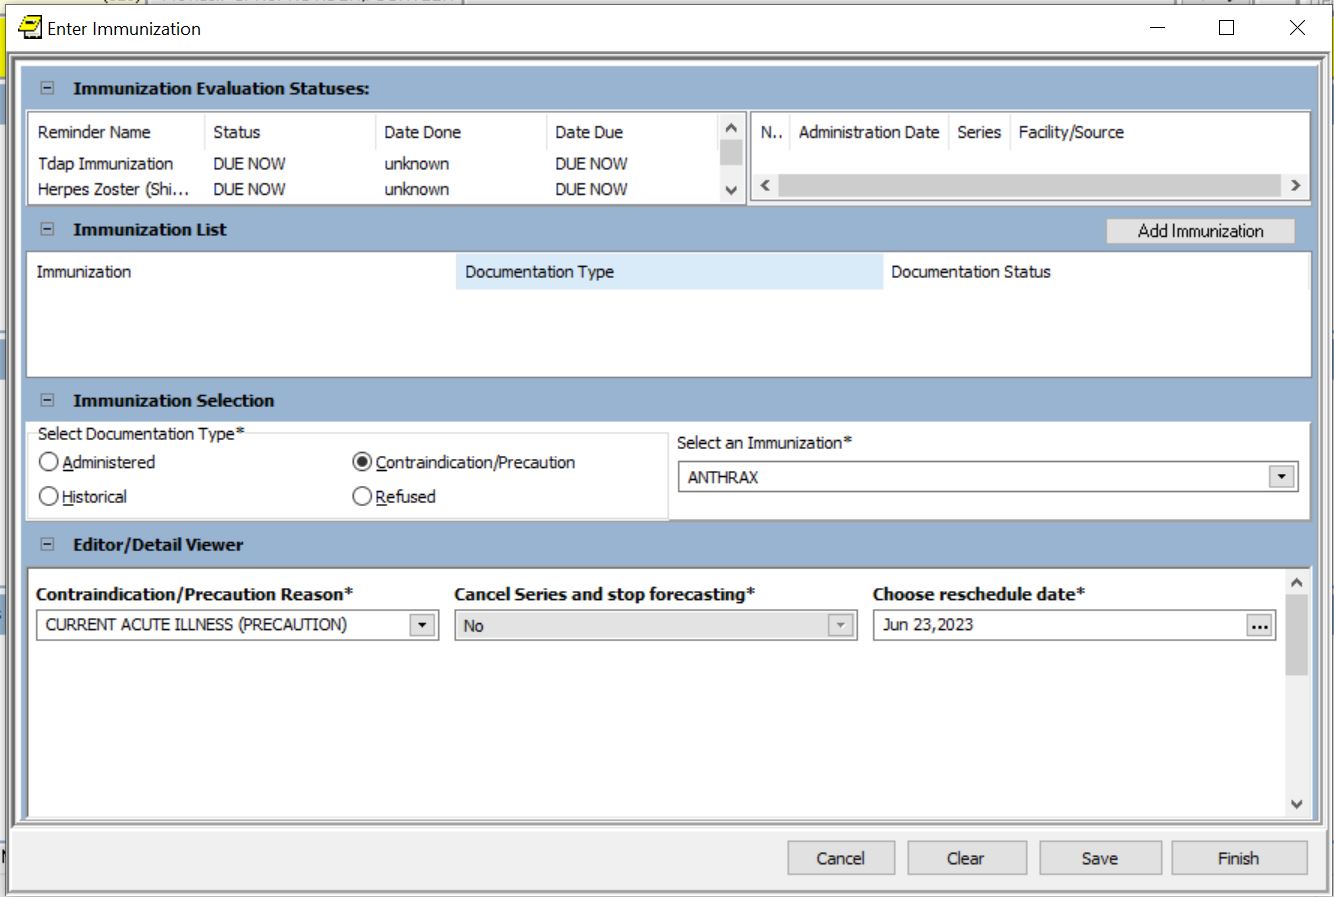 Enter Immunization
Immunization Evaluation Statuses:
Reminder Name Status Date Done Date Due
Tdap Immunization DUE NOW unknown DUE NOW
Herpes Zoster (Shi... DUE NOW unknown DUE NOW
N.. Administration Date Series Facility/Source
Immunization List Add Immunization
Immunization Documentation Type Documentation Status
Immunization Selection
Select Documentation Type*
Administered Contraindication/Precaution
Historical Refused
Select an Immunization*
ANTHRAX
Editor/Detail Viewer
Contraindication/Precaution Reason* Cancel Series and stop forecasting* Choose reschedule date*
CURRENT ACUTE ILLNESS (PRECAUTION) No Jun 23,2023 ...
Cancel Clear Save Finish